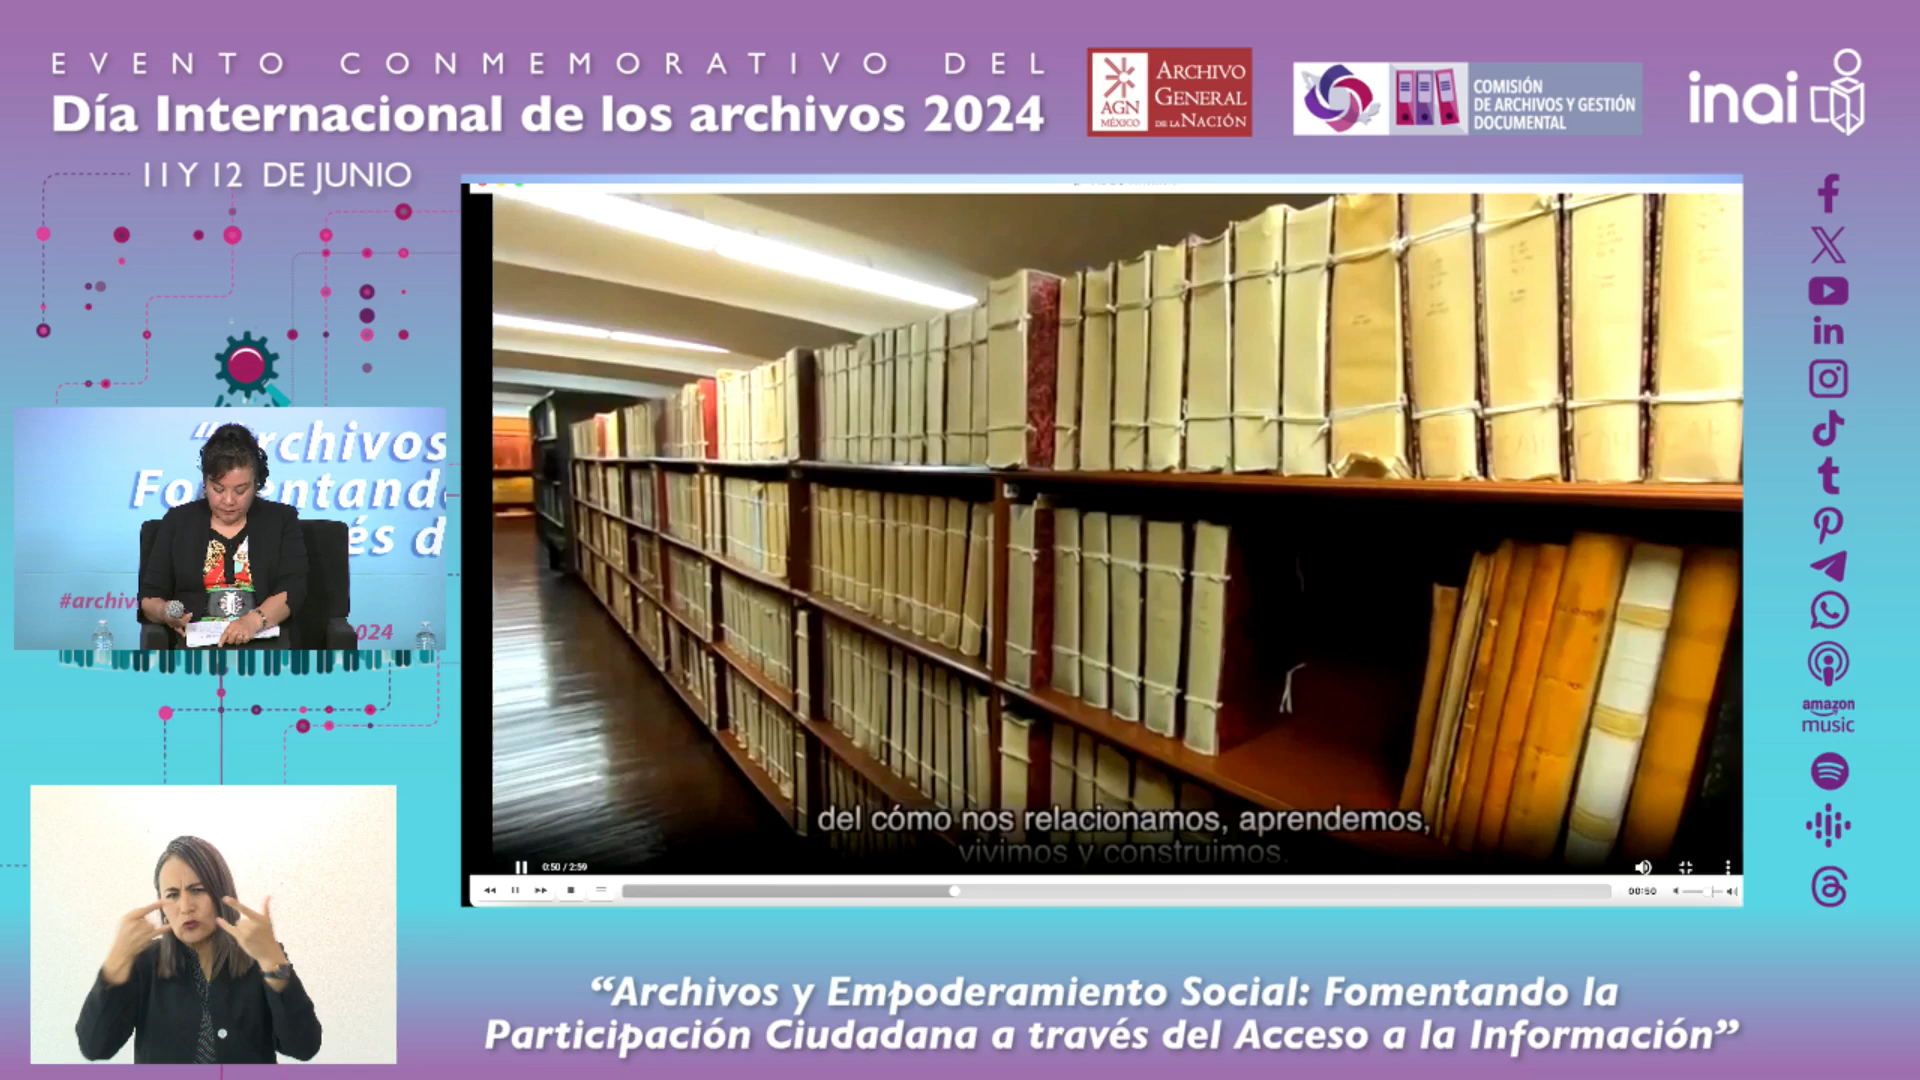 EVENTO CONMEMORATIVO DEL
Día Internacional de los archivos 2024
11 Y 12 DE JUNIO
AGN
MÉXICO
ARCHIVO
GENERAL
DE LA NACIÓN
COMISIÓN
DE ARCHIVOS Y GESTIÓN
DOCUMENTAL
inai
del cómo nos relacionamos, aprendemos,
vivimos y construimos.
0:50 / 2:59
00:50
2024
amazon
music
“Archivos y Empoderamiento Social: Fomentando la
Participación Ciudadana a través del Acceso a la Información”